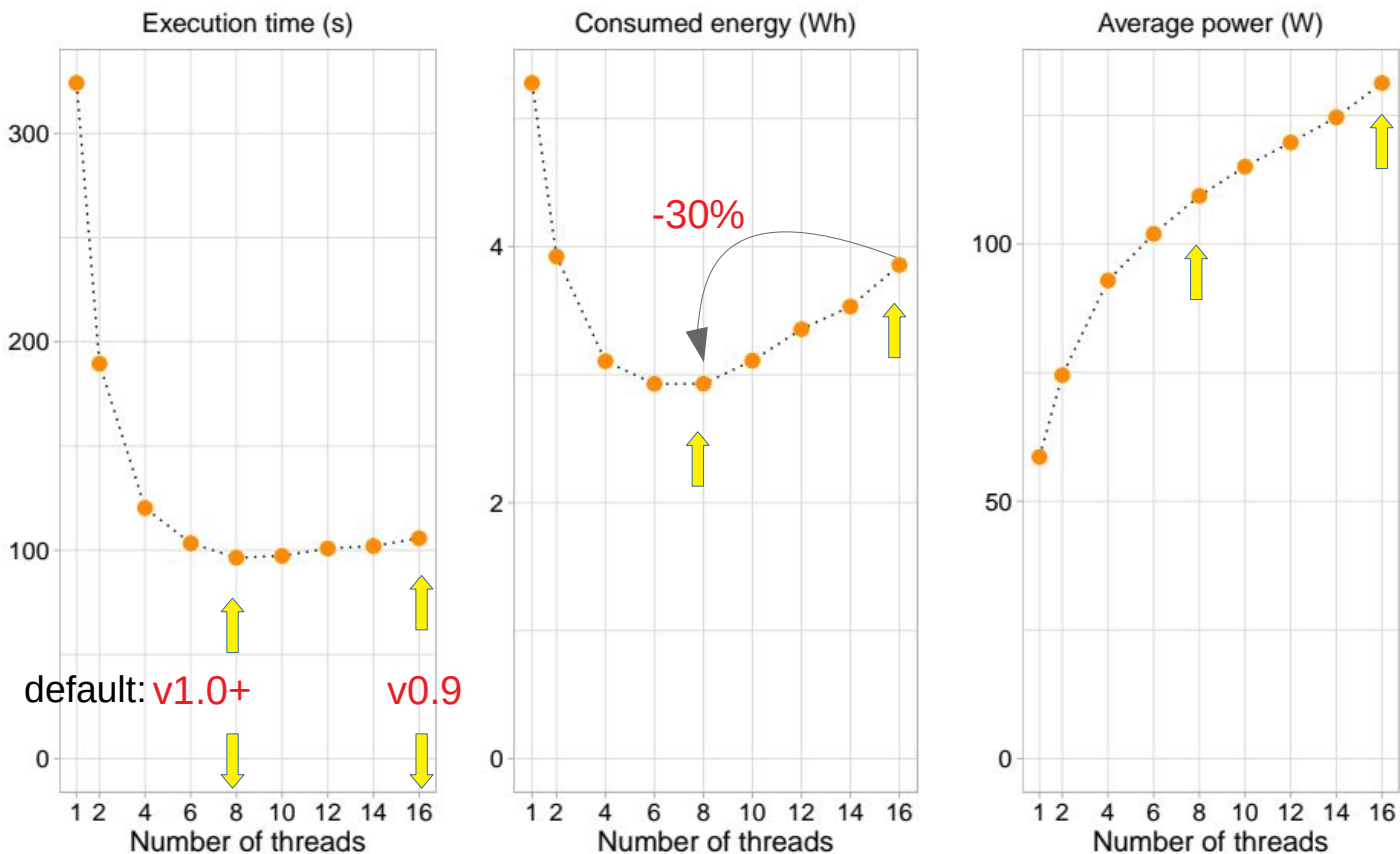 Execution time (s)
300
200
100
0
default: v1.0+ v0.9
1 2 4 6 8 10 12 14 16
Number of threads
Consumed energy (Wh)
-30%
4
2
0
1 2 4 6 8 10 12 14 16
Number of threads
Average power (W)
100
50
0
1 2 4 6 8 10 12 14 16
Number of threads